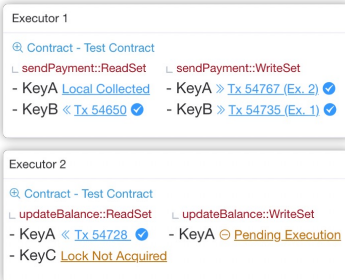 Executor 1
Contract - Test Contract
sendPayment::ReadSet sendPayment::WriteSet
- KeyA Local Collected - KeyA » Tx 54767 (Ex. 2)
- KeyB « Tx 54650 - KeyB » Tx 54735 (Ex. 1)
Executor 2
Contract - Test Contract
updateBalance::ReadSet updateBalance::WriteSet
- KeyA « Tx 54728 - KeyA Pending Execution
- KeyC Lock Not Acquired